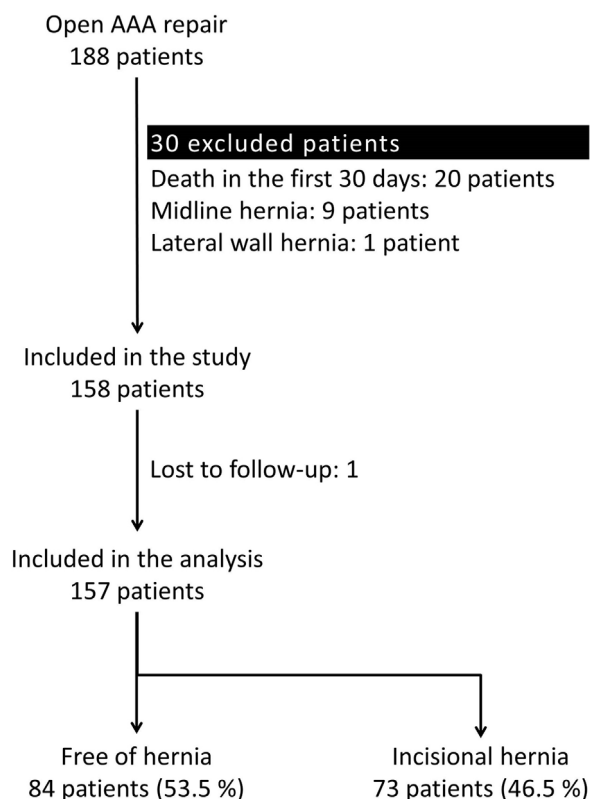 Open AAA repair
188 patients
30 excluded patients
Death in the first 30 days: 20 patients
Midline hernia: 9 patients
Lateral wall hernia: 1 patient
Included in the study
158 patients
Lost to follow-up: 1
Included in the analysis
157 patients
Free of hernia
84 patients (53.5 %)
Incisional hernia
73 patients (46.5 %)